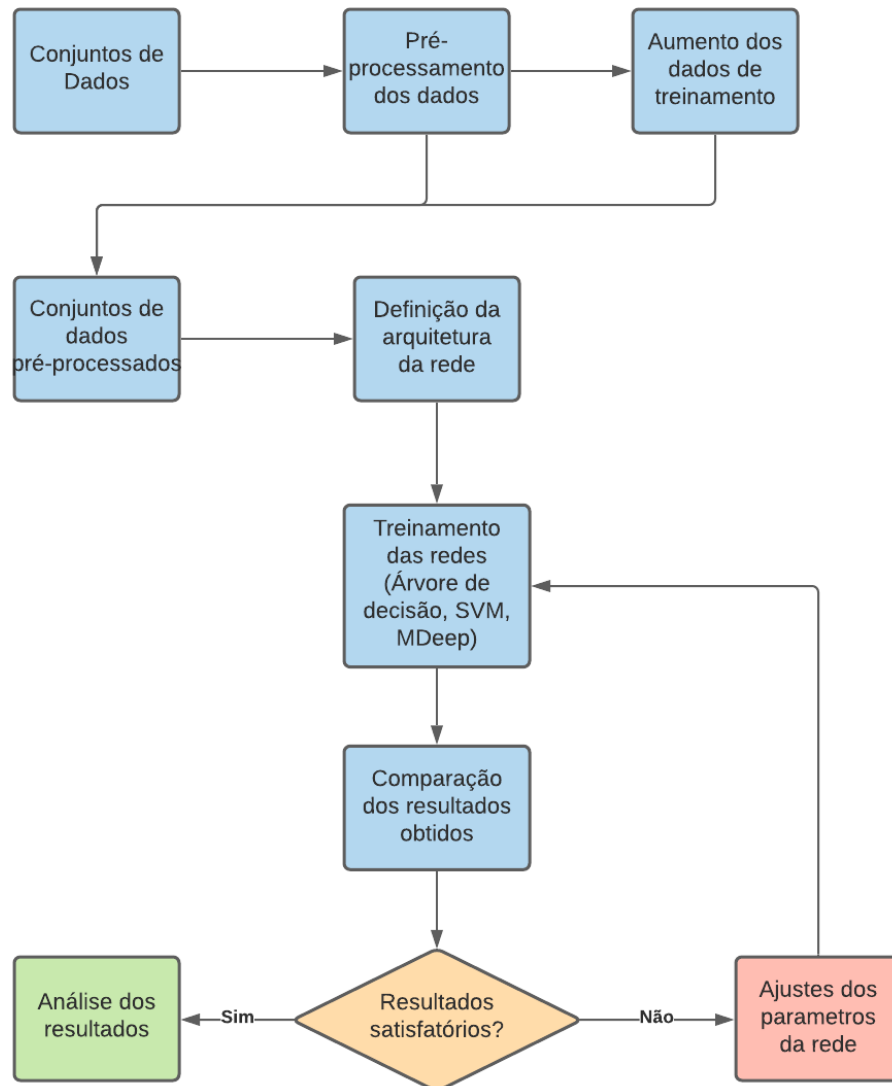 Conjuntos de
Dados
Pré-
processamento
dos dados
Aumento dos
dados de
treinamento
Conjuntos de
dados
pré-processados
Definição da
arquitetura
da rede
Treinamento
das redes
(Árvore de
decisão, SVM,
MDeep)
Comparação
dos resultados
obtidos
Análise dos
resultados
Sim
Resultados
satisfatórios?
Não
Ajustes dos
parametros
da rede